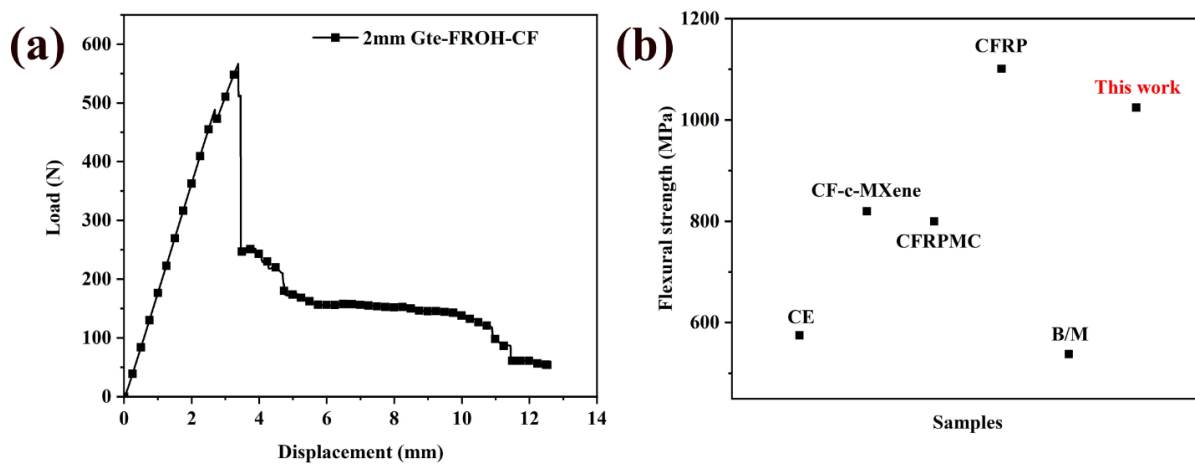 (a)
2mm Gte-FROH-CF
600
500
400
300
200
100
0
Load (N)
0 2 4 6 8 10 12 14
Displacement (mm)
(b)
1200
1000
800
600
Flexural strength (MPa)
CFRP
This work
CF-c-MXene
CFRPMC
CE
B/M
Samples